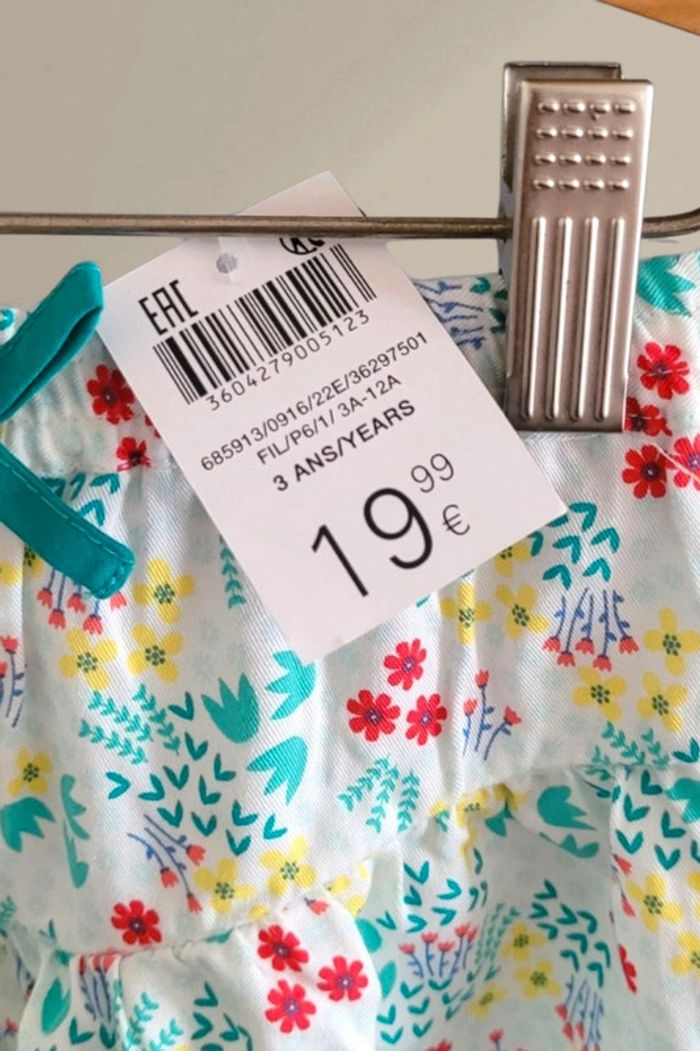 EAC
3604279005123
685913/0916/22E/36297501
FIL/P6/1/ 3A-12A
3 ANS/YEARS
19 99 €